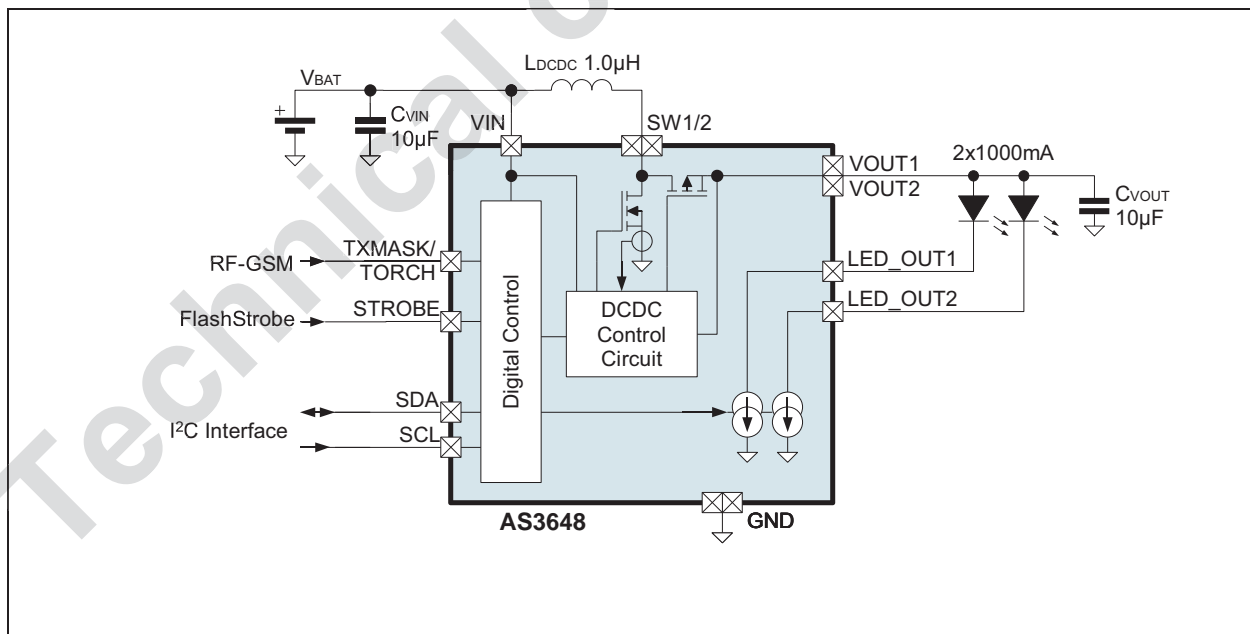 Technical c
LDCDC 1.0µH
VBAT
+
CVIN
10µF
VIN
SW1/2
VOUT1
VOUT2
2x1000mA
CVOUT
10µF
LED_OUT1
LED_OUT2
RF-GSM
TXMASK/
TORCH
FlashStrobe
STROBE
Digital Control
DCDC
Control
Circuit
SDA
I²C Interface
SCL
AS3648
GND